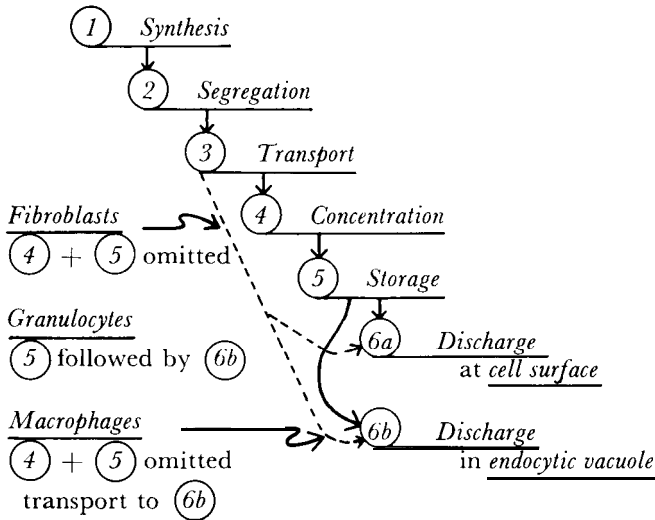 1 Synthesis
2 Segregation
3 Transport
4 Concentration
5 Storage
6a Discharge
at cell surface
6b Discharge
in endocytic vacuole
Fibroblasts
4 + 5 omitted
Granulocytes
5 followed by 6b
Macrophages
4 + 5 omitted
transport to 6b